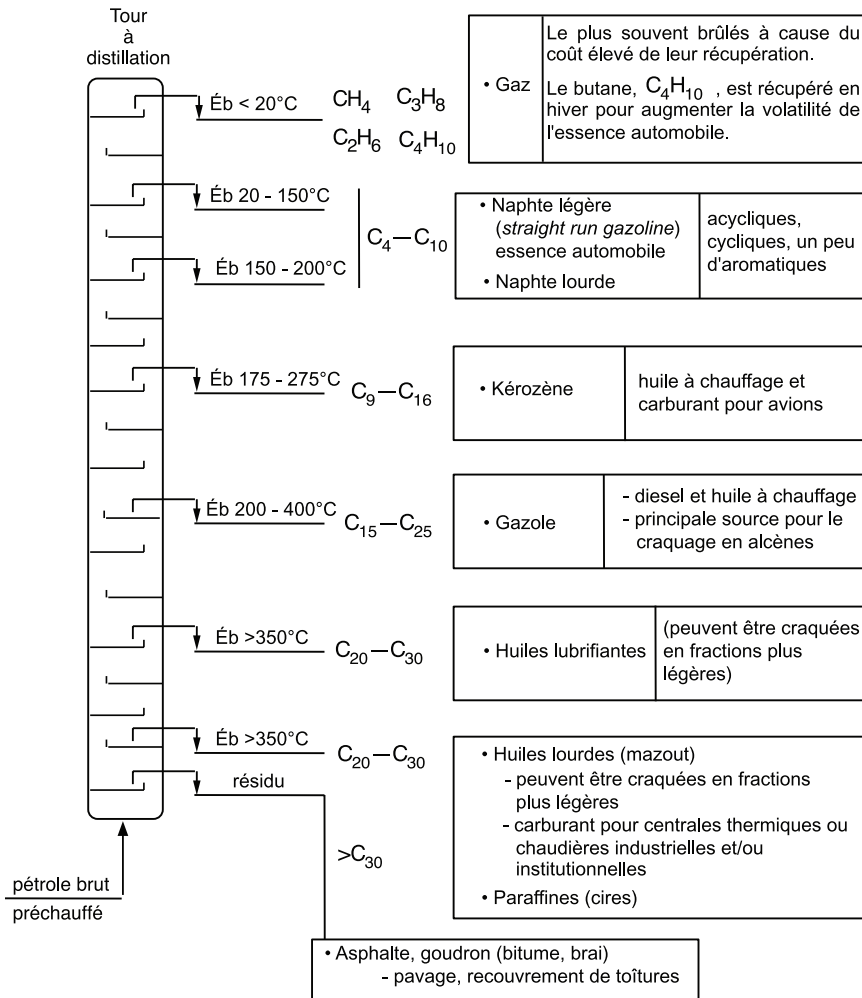 Tour
à
distillation
Éb < 20°C
CH4 C3H8
C2H6 C4H10
• Gaz
Le plus souvent brûlés à cause du
coût élevé de leur récupération.
Le butane, C4H10 , est récupéré en
hiver pour augmenter la volatilité de
l'essence automobile.
Éb 20 - 150°C
Éb 150 - 200°C
C4—C10
• Naphte légère
(straight run gazoline)
essence automobile
• Naphte lourde
acycliques,
cycliques, un peu
d'aromatiques
Éb 175 - 275°C
C9—C16
• Kérozène
huile à chauffage et
carburant pour avions
Éb 200 - 400°C
C15—C25
• Gazole
- diesel et huile à chauffage
- principale source pour le
craquage en alcènes
Éb >350°C
C20—C30
• Huiles lubrifiantes
(peuvent être craquées
en fractions plus
légères)
Éb >350°C
C20—C30
• Huiles lourdes (mazout)
- peuvent être craquées en fractions
plus légères
- carburant pour centrales thermiques ou
chaudières industrielles et/ou
institutionnelles
• Paraffines (cires)
résidu
>C30
pétrole brut
préchauffé
• Asphalte, goudron (bitume, brai)
- pavage, recouvrement de toîtures